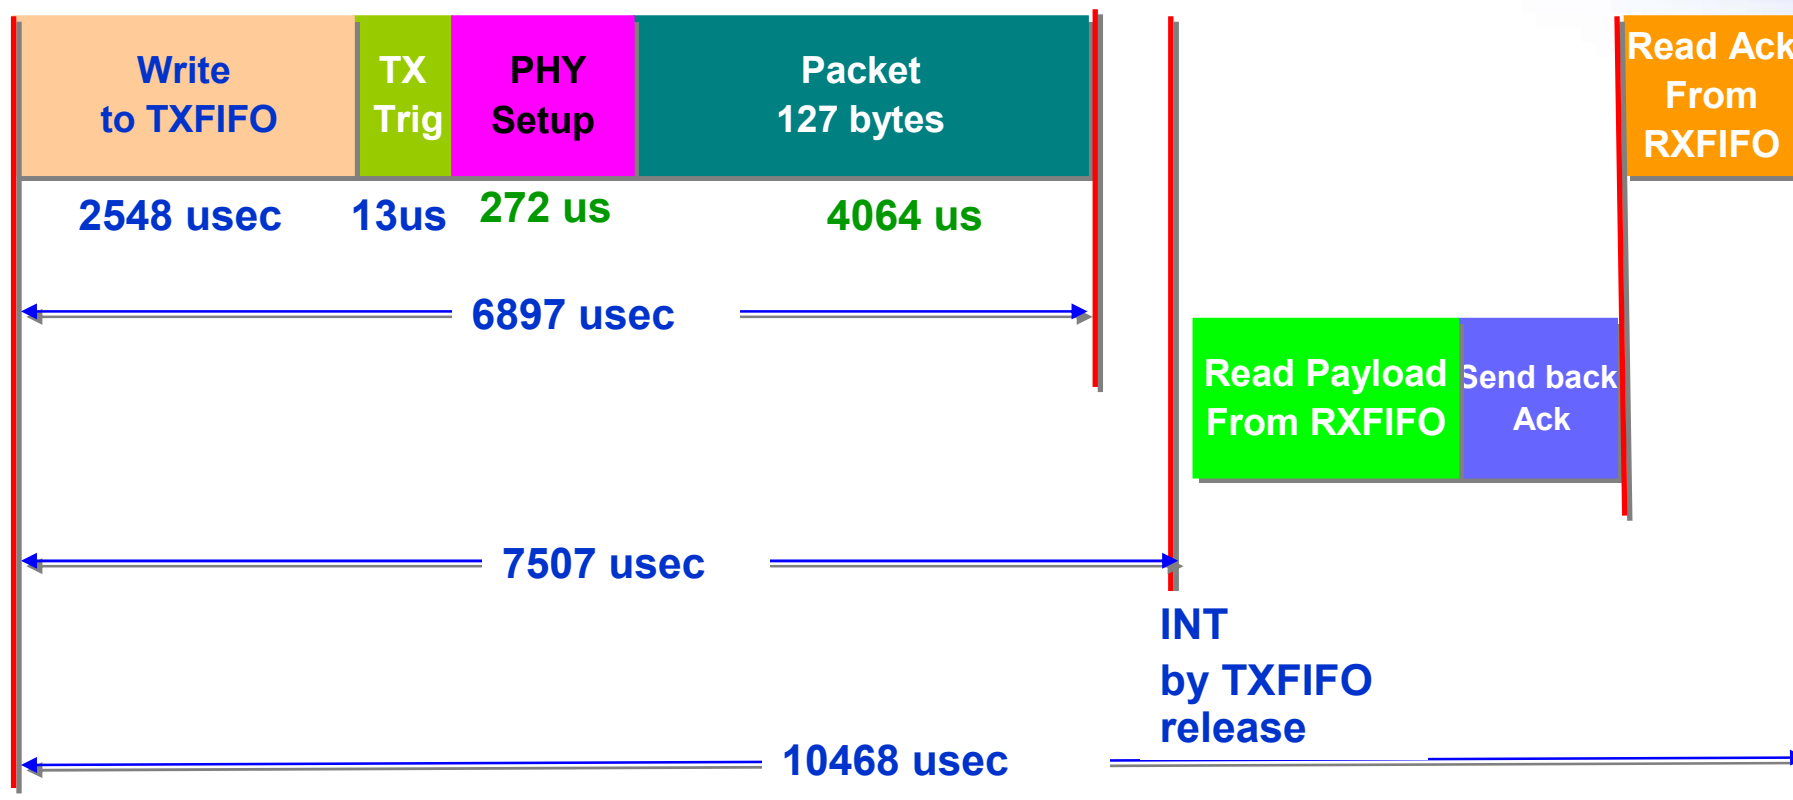 Write
to TXFIFO
TX
Trig
PHY
Setup
Packet
127 bytes
Read Ack
From
RXFIFO
2548 usec
13us
272 us
4064 us
6897 usec
Read Payload
From RXFIFO
Send back
Ack
7507 usec
INT
by TXFIFO
release
10468 usec